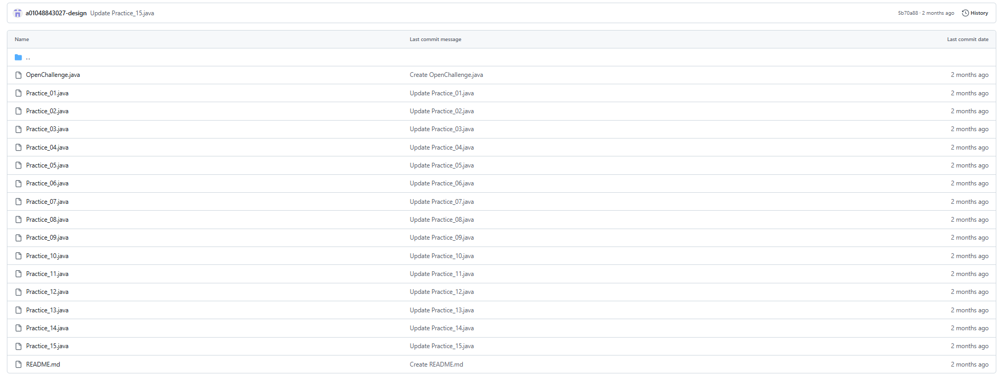 a01048843027-design Update Practice_15.java 5b70a88 · 2 months ago History
Name Last commit message Last commit date
..
OpenChallenge.java Create OpenChallenge.java 2 months ago
Practice_01.java Update Practice_01.java 2 months ago
Practice_02.java Update Practice_02.java 2 months ago
Practice_03.java Update Practice_03.java 2 months ago
Practice_04.java Update Practice_04.java 2 months ago
Practice_05.java Update Practice_05.java 2 months ago
Practice_06.java Update Practice_06.java 2 months ago
Practice_07.java Update Practice_07.java 2 months ago
Practice_08.java Update Practice_08.java 2 months ago
Practice_09.java Update Practice_09.java 2 months ago
Practice_10.java Update Practice_10.java 2 months ago
Practice_11.java Update Practice_11.java 2 months ago
Practice_12.java Update Practice_12.java 2 months ago
Practice_13.java Update Practice_13.java 2 months ago
Practice_14.java Update Practice_14.java 2 months ago
Practice_15.java Update Practice_15.java 2 months ago
README.md Create README.md 2 months ago